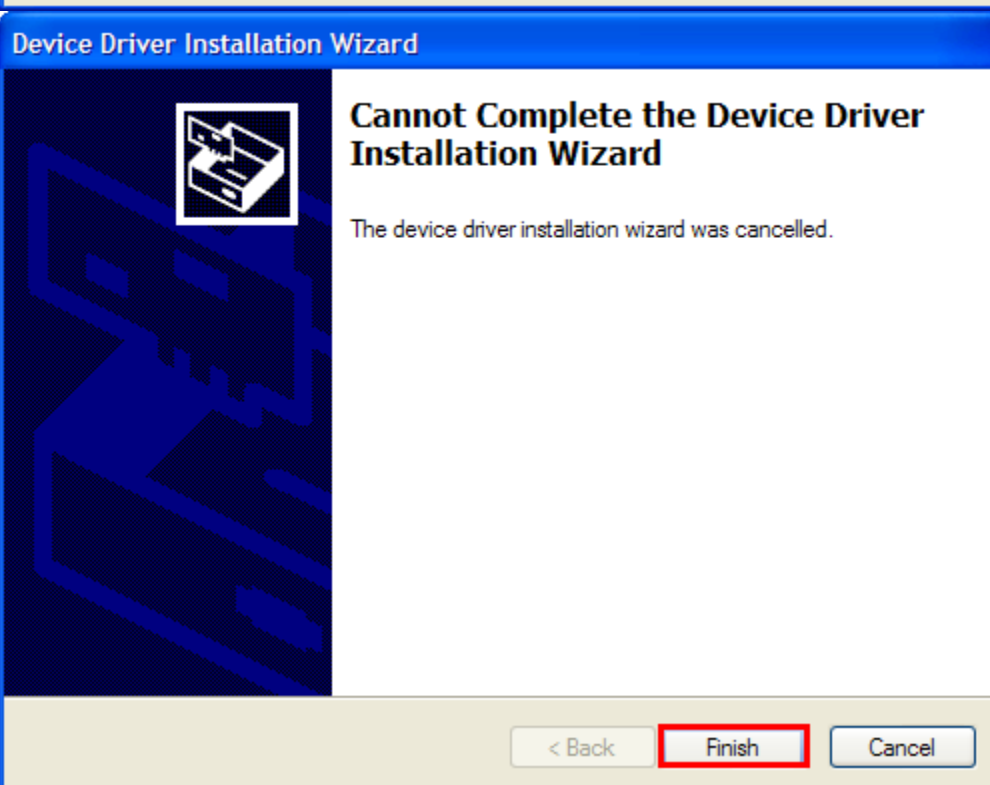 Device Driver Installation Wizard
Cannot Complete the Device Driver
Installation Wizard
The device driver installation wizard was cancelled.
< Back Finish Cancel